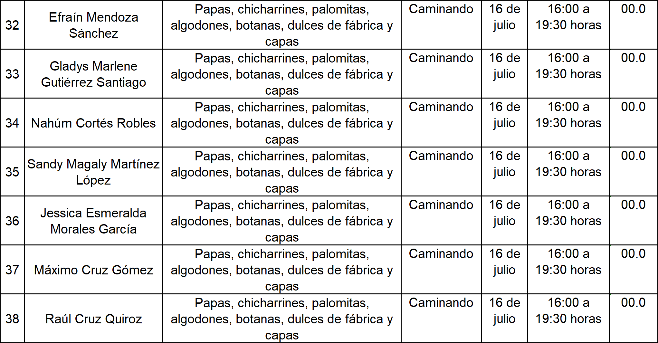 32 Efraín Mendoza Sánchez Papas, chicharrines, palomitas, algodones, botanas, dulces de fábrica y capas Caminando 16 de julio 16:00 a 19:30 horas 00.0
33 Gladys Marlene Gutiérrez Santiago Papas, chicharrines, palomitas, algodones, botanas, dulces de fábrica y capas Caminando 16 de julio 16:00 a 19:30 horas 00.0
34 Nahúm Cortés Robles Papas, chicharrines, palomitas, algodones, botanas, dulces de fábrica y capas Caminando 16 de julio 16:00 a 19:30 horas 00.0
35 Sandy Magaly Martínez López Papas, chicharrines, palomitas, algodones, botanas, dulces de fábrica y capas Caminando 16 de julio 16:00 a 19:30 horas 00.0
36 Jessica Esmeralda Morales García Papas, chicharrines, palomitas, algodones, botanas, dulces de fábrica y capas Caminando 16 de julio 16:00 a 19:30 horas 00.0
37 Máximo Cruz Gómez Papas, chicharrines, palomitas, algodones, botanas, dulces de fábrica y capas Caminando 16 de julio 16:00 a 19:30 horas 00.0
38 Raúl Cruz Quiroz Papas, chicharrines, palomitas, algodones, botanas, dulces de fábrica y capas Caminando 16 de julio 16:00 a 19:30 horas 00.0